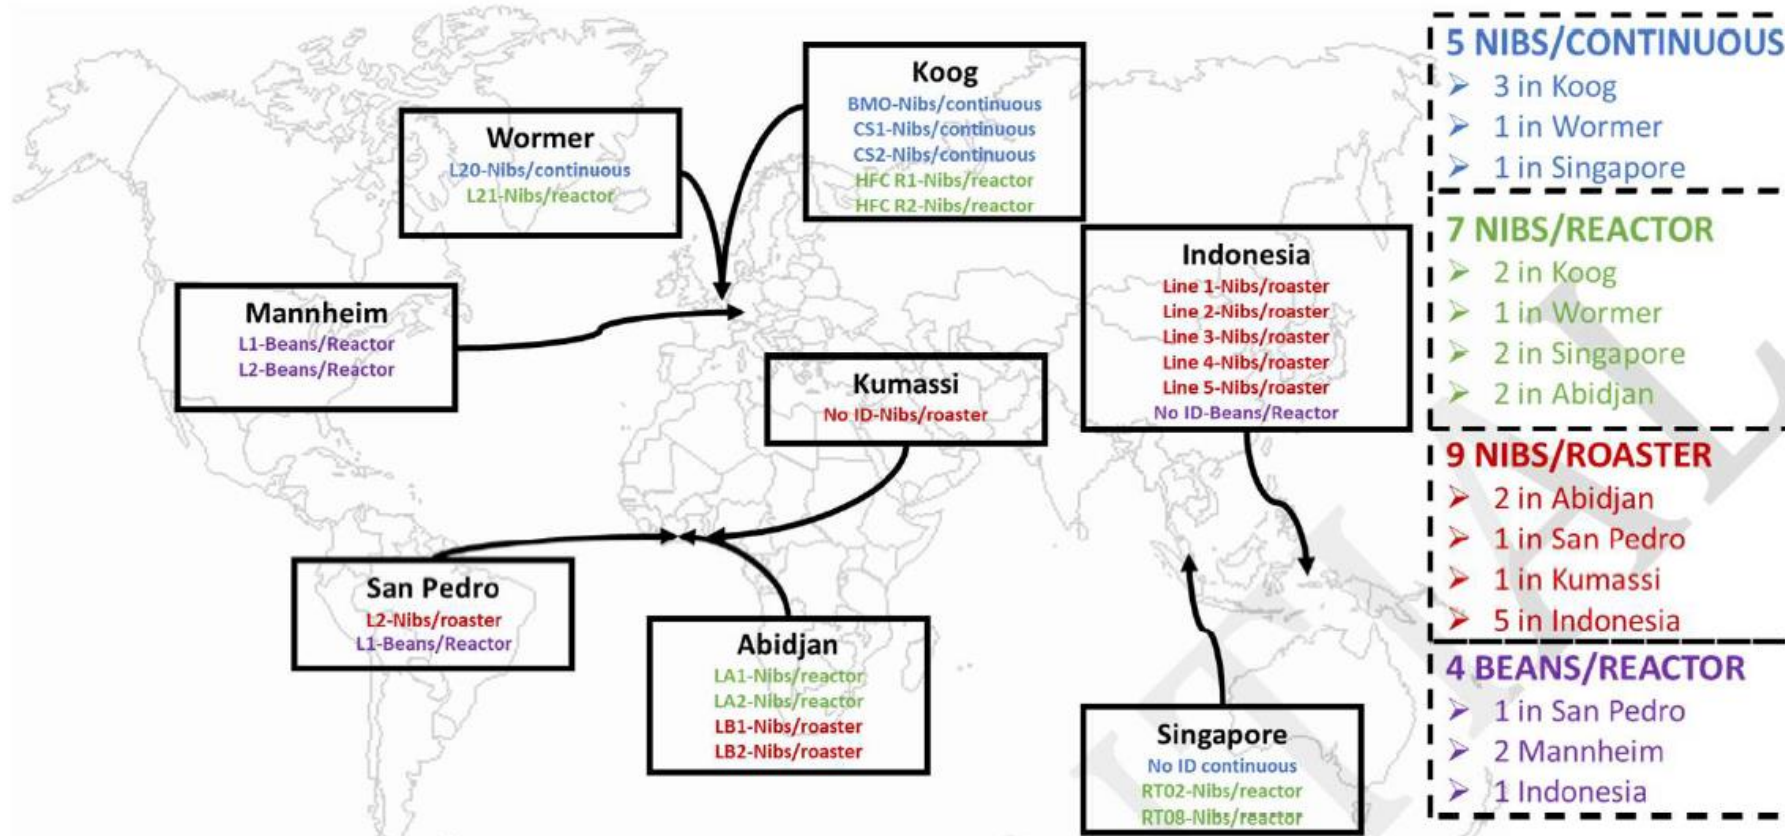 Koog
BMO-Nibs/continuous
CS1-Nibs/continuous
CS2-Nibs/continuous
HFC R1-Nibs/reactor
HFC R2-Nibs/reactor
Wormer
L20-Nibs/continuous
L21-Nibs/reactor
Indonesia
Line 1-Nibs/roaster
Line 2-Nibs/roaster
Line 3-Nibs/roaster
Line 4-Nibs/roaster
Line 5-Nibs/roaster
No ID-Beans/Reactor
Mannheim
L1-Beans/Reactor
L2-Beans/Reactor
Kumassi
No ID-Nibs/roaster
San Pedro
L2-Nibs/roaster
L1-Beans/Reactor
Abidjan
LA1-Nibs/reactor
LA2-Nibs/reactor
LB1-Nibs/roaster
LB2-Nibs/roaster
Singapore
No ID continuous
RT02-Nibs/reactor
RT08-Nibs/reactor
5 NIBS/CONTINUOUS
➢ 3 in Koog
➢ 1 in Wormer
➢ 1 in Singapore
7 NIBS/REACTOR
➢ 2 in Koog
➢ 1 in Wormer
➢ 2 in Singapore
➢ 2 in Abidjan
9 NIBS/ROASTER
➢ 2 in Abidjan
➢ 1 in San Pedro
➢ 1 in Kumassi
➢ 5 in Indonesia
4 BEANS/REACTOR
➢ 1 in San Pedro
➢ 2 Mannheim
➢ 1 Indonesia